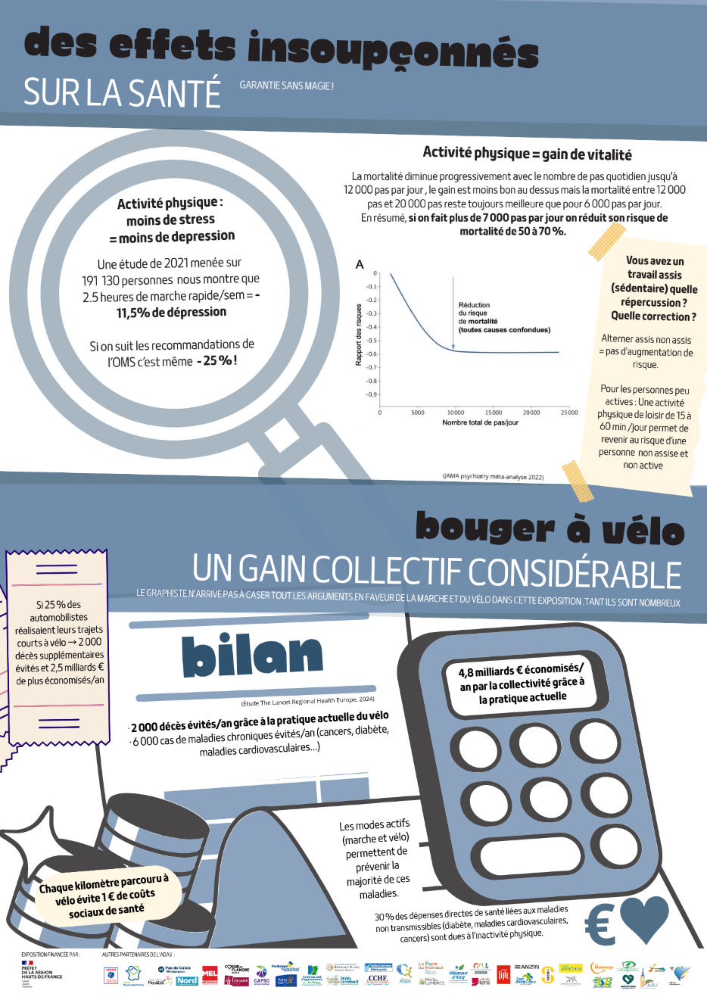 des effets insoupçonnés
SUR LA SANTÉ
GARANTIE SANS MAGIE !
Activité physique :
moins de stress
= moins de depression
Une étude de 2021 menée sur
191 130 personnes nous montre que
2.5 heures de marche rapide/sem = -
11,5% de dépression
Si on suit les recommandations de
l'OMS c'est même - 25 % !
Activité physique = gain de vitalité
La mortalité diminue progressivement avec le nombre de pas quotidien jusqu'à
12 000 pas par jour , le gain est moins bon au dessus mais la mortalité entre 12 000
pas et 20 000 pas reste toujours meilleure que pour 6 000 pas par jour.
En résumé, si on fait plus de 7 000 pas par jour on réduit son risque de
mortalité de 50 à 70 %.
A
Rapport des risques
0
-0.1
-0.2
-0.3
-0.4
-0.5
-0.6
-0.7
-0.8
-0.9
Réduction
du risque
de mortalité
(toutes causes confondues)
0 5000 10000 15000 20000 25000
Nombre total de pas/jour
(JAMA psychiatry méta-analyse 2022)
Vous avez un
travail assis
(sédentaire) quelle
répercussion ?
Quelle correction ?
Alterner assis non assis
= pas d'augmentation de
risque.
Pour les personnes peu
actives : Une activité
physique de loisir de 15 à
60 min /jour permet de
revenir au risque d'une
personne non assise et
non active
bouger à vélo
UN GAIN COLLECTIF CONSIDÉRABLE
LE GRAPHISTE N'ARRIVE PAS À CASER TOUT LES ARGUMENTS EN FAVEUR DE LA MARCHE ET DU VÉLO DANS CETTE EXPOSITION .TANT ILS SONT NOMBREUX
Si 25 % des
automobilistes
réalisaient leurs trajets
courts à vélo → 2 000
décès supplémentaires
évités et 2,5 milliards €
de plus économisés/an
bilan
(Étude The Lancet Regional Health Europe, 2024)
· 2 000 décès évités/an grâce à la pratique actuelle du vélo
· 6 000 cas de maladies chroniques évités/an (cancers, diabète,
maladies cardiovasculaires...)
4,8 milliards € économisés/
an par la collectivité grâce à
la pratique actuelle
Les modes actifs
(marche et vélo)
permettent de
prévenir la
majorité de ces
maladies.
Chaque kilomètre parcouru à
vélo évite 1 € de coûts
sociaux de santé
30 % des dépenses directes de santé liées aux maladies
non transmissibles (diabète, maladies cardiovasculaires,
cancers) sont dues à l'inactivité physique.
€
EXPOSITION FINANCÉE PAR :
AUTRES PARTENAIRES DE L'ADAV :
PRÉFET
DE LA RÉGION
HAUTS-DE-FRANCE
Pas-de-Calais
Nord
MEL
CŒUR DE FLANDRE
CAPSO
CCHF
La Porte du Hainaut
Villeneuve d'Ascq
Lens
lille
ANZIN
RONCHIN